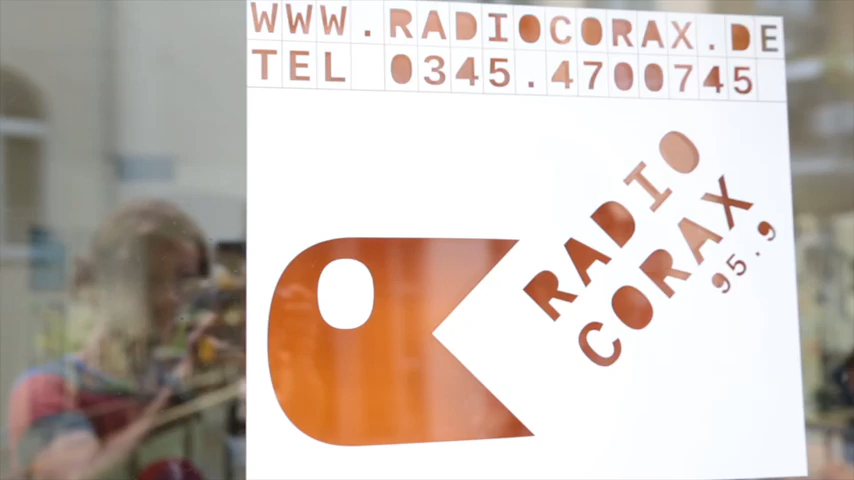 WWW.RADIOCORAX.DE
TEL 0345.4700745
RADIO
CORAX
95.9